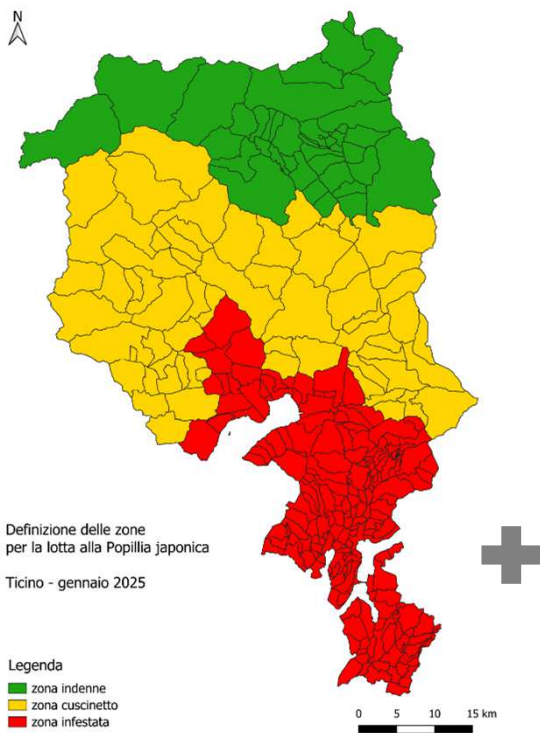 N
Definizione delle zone
per la lotta alla Popillia japonica
Ticino - gennaio 2025
Legenda
zona indenne
zona cuscinetto
zona infestata
0 5 10 15 km